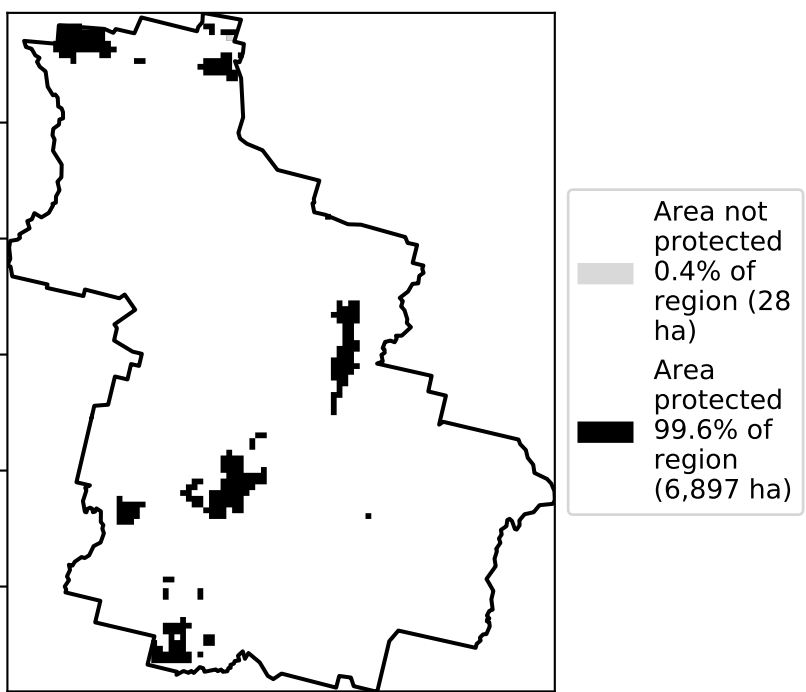 Area not
protected
0.4% of
region (28
ha)
Area
protected
99.6% of
region
(6,897 ha)